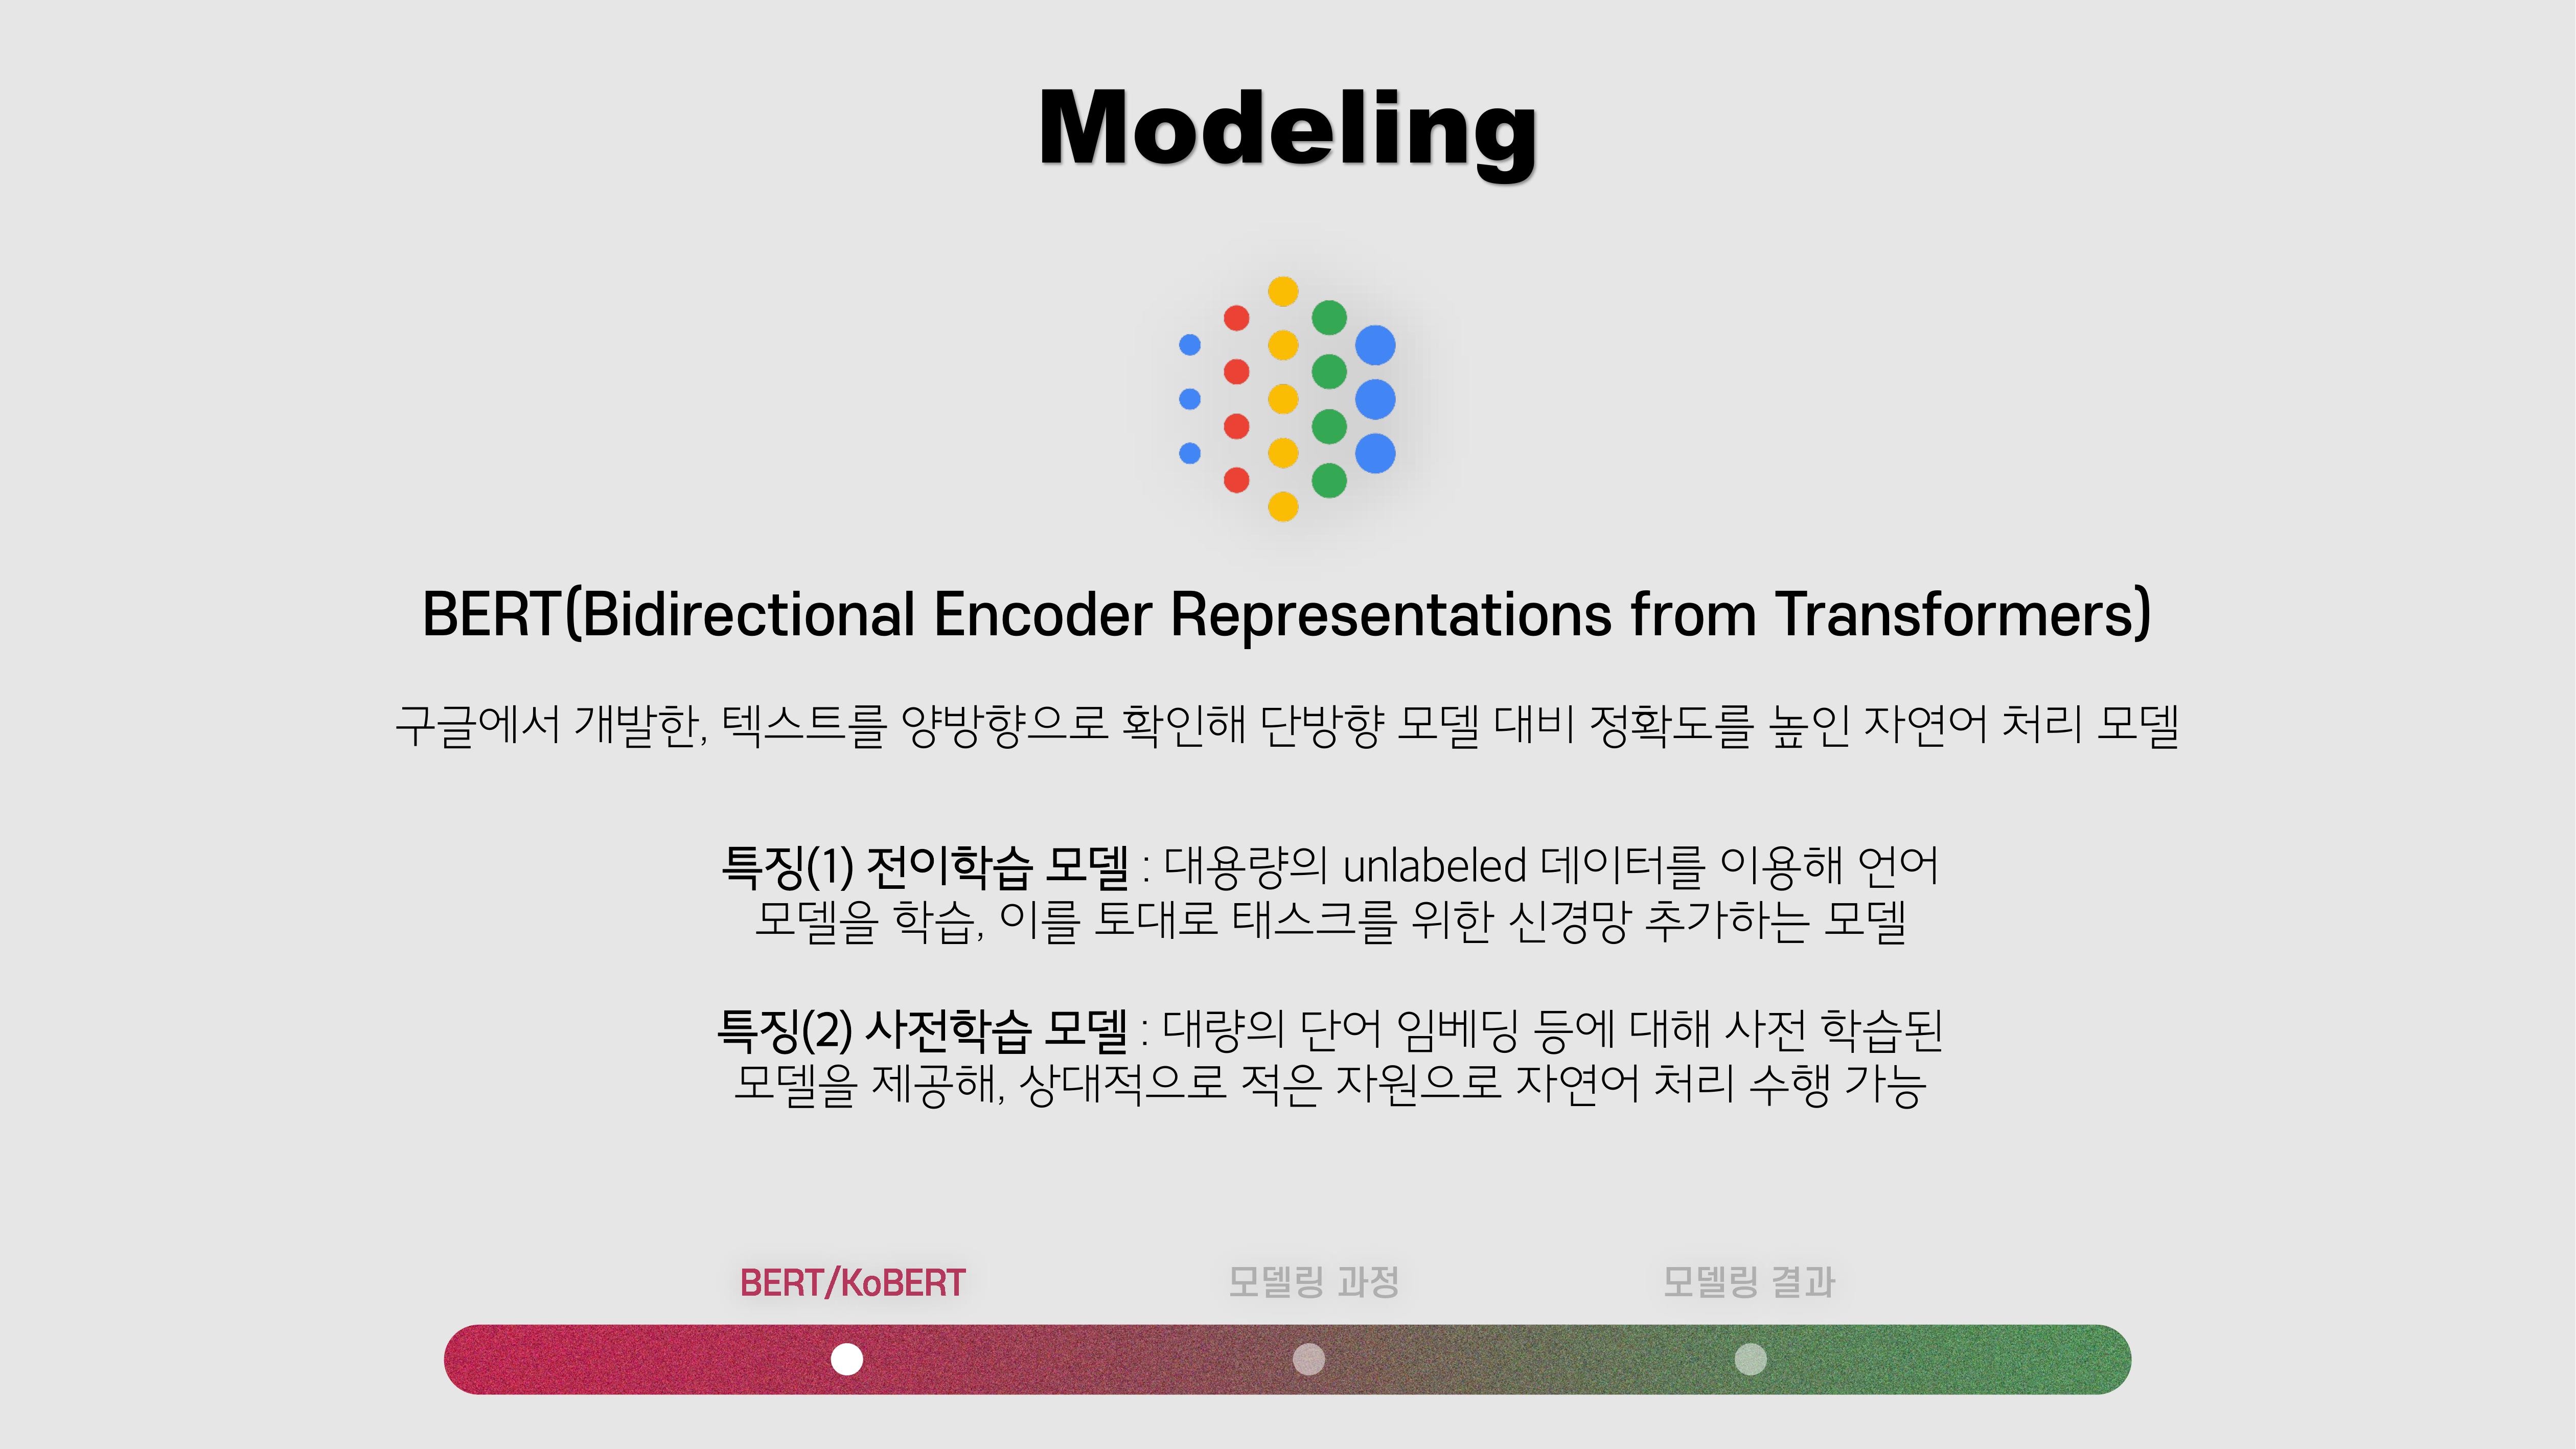 Modeling
BERT(Bidirectional Encoder Representations from Transformers)
구글에서 개발한, 텍스트를 양방향으로 확인해 단방향 모델 대비 정확도를 높인 자연어 처리 모델
특징(1) 전이학습 모델 : 대용량의 unlabeled 데이터를 이용해 언어
모델을 학습, 이를 토대로 태스크를 위한 신경망 추가하는 모델
특징(2) 사전학습 모델 : 대량의 단어 임베딩 등에 대해 사전 학습된
모델을 제공해, 상대적으로 적은 자원으로 자연어 처리 수행 가능
BERT/KoBERT
모델링 과정
모델링 결과